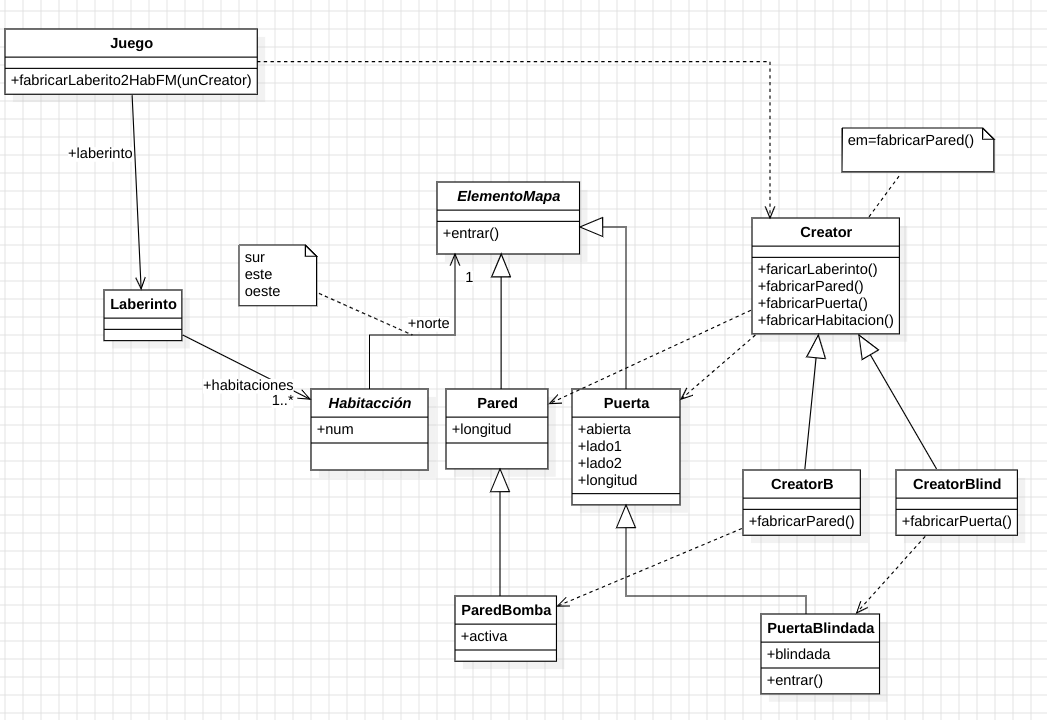 Juego
+fabricarLaberito2HabFM(unCreator)
+laberinto
em=fabricarPared()
ElementoMapa
+entrar()
Creator
+faricarLaberinto()
+fabricarPared()
+fabricarPuerta()
+fabricarHabitacion()
sur
este
oeste
1
+norte
Laberinto
+habitaciones
1..*
Habitacción
+num
Pared
+longitud
Puerta
+abierta
+lado1
+lado2
+longitud
CreatorB
+fabricarPared()
CreatorBlind
+fabricarPuerta()
ParedBomba
+activa
PuertaBlindada
+blindada
+entrar()